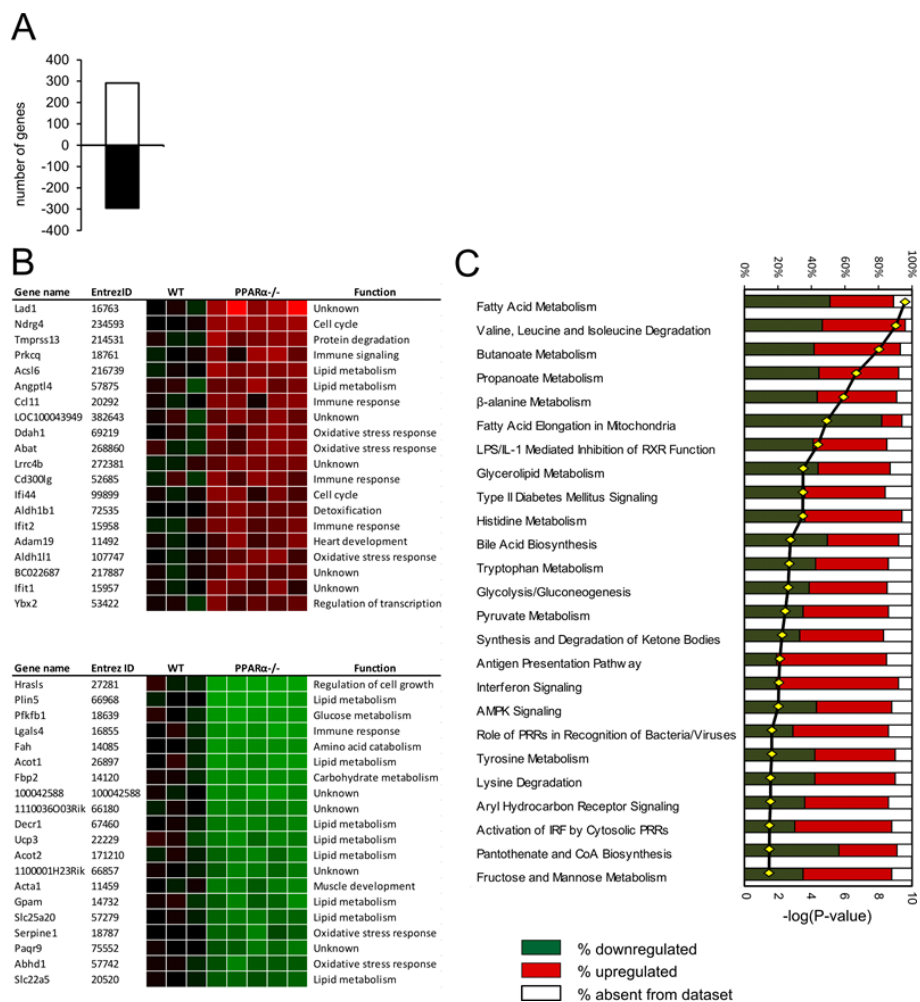 A
400
300
200
100
0
-100
-200
-300
-400
number of genes
B
Gene name EntrezID WT PPARα-/- Function
Lad1 16763 Unknown
Ndrg4 234593 Cell cycle
Tmprss13 214531 Protein degradation
Prkcq 18761 Immune signaling
Acsl6 216739 Lipid metabolism
Angptl4 57875 Lipid metabolism
Ccl11 20292 Immune response
LOC100043949 382643 Unknown
Ddah1 69219 Oxidative stress response
Abat 268860 Oxidative stress response
Lrrc4b 272381 Unknown
Cd300lg 52685 Immune response
Ifi44 99899 Cell cycle
Aldh1b1 72535 Detoxification
Ifit2 15958 Immune response
Adam19 11492 Heart development
Aldh1l1 107747 Oxidative stress response
BC022687 217887 Unknown
Ifit1 15957 Unknown
Ybx2 53422 Regulation of transcription
Gene name Entrez ID WT PPARα-/- Function
Hrasls 27281 Regulation of cell growth
Plin5 66968 Lipid metabolism
Pfkfb1 18639 Glucose metabolism
Lgals4 16855 Immune response
Fah 14085 Amino acid catabolism
Acot1 26897 Lipid metabolism
Fbp2 14120 Carbohydrate metabolism
100042588 100042588 Unknown
1110036O03Rik 66180 Unknown
Decr1 67460 Lipid metabolism
Ucp3 22229 Lipid metabolism
Acot2 171210 Lipid metabolism
1100001H23Rik 66857 Unknown
Acta1 11459 Muscle development
Gpam 14732 Lipid metabolism
Slc25a20 57279 Lipid metabolism
Serpine1 18787 Oxidative stress response
Paqr9 75552 Unknown
Abhd1 57742 Oxidative stress response
Slc22a5 20520 Lipid metabolism
C
0% 20% 40% 60% 80% 100%
Fatty Acid Metabolism
Valine, Leucine and Isoleucine Degradation
Butanoate Metabolism
Propanoate Metabolism
β-alanine Metabolism
Fatty Acid Elongation in Mitochondria
LPS/IL-1 Mediated Inhibition of RXR Function
Glycerolipid Metabolism
Type II Diabetes Mellitus Signaling
Histidine Metabolism
Bile Acid Biosynthesis
Tryptophan Metabolism
Glycolysis/Gluconeogenesis
Pyruvate Metabolism
Synthesis and Degradation of Ketone Bodies
Antigen Presentation Pathway
Interferon Signaling
AMPK Signaling
Role of PRRs in Recognition of Bacteria/Viruses
Tyrosine Metabolism
Lysine Degradation
Aryl Hydrocarbon Receptor Signaling
Activation of IRF by Cytosolic PRRs
Pantothenate and CoA Biosynthesis
Fructose and Mannose Metabolism
0 2 4 6 8 10
-log(P-value)
% downregulated
% upregulated
% absent from dataset